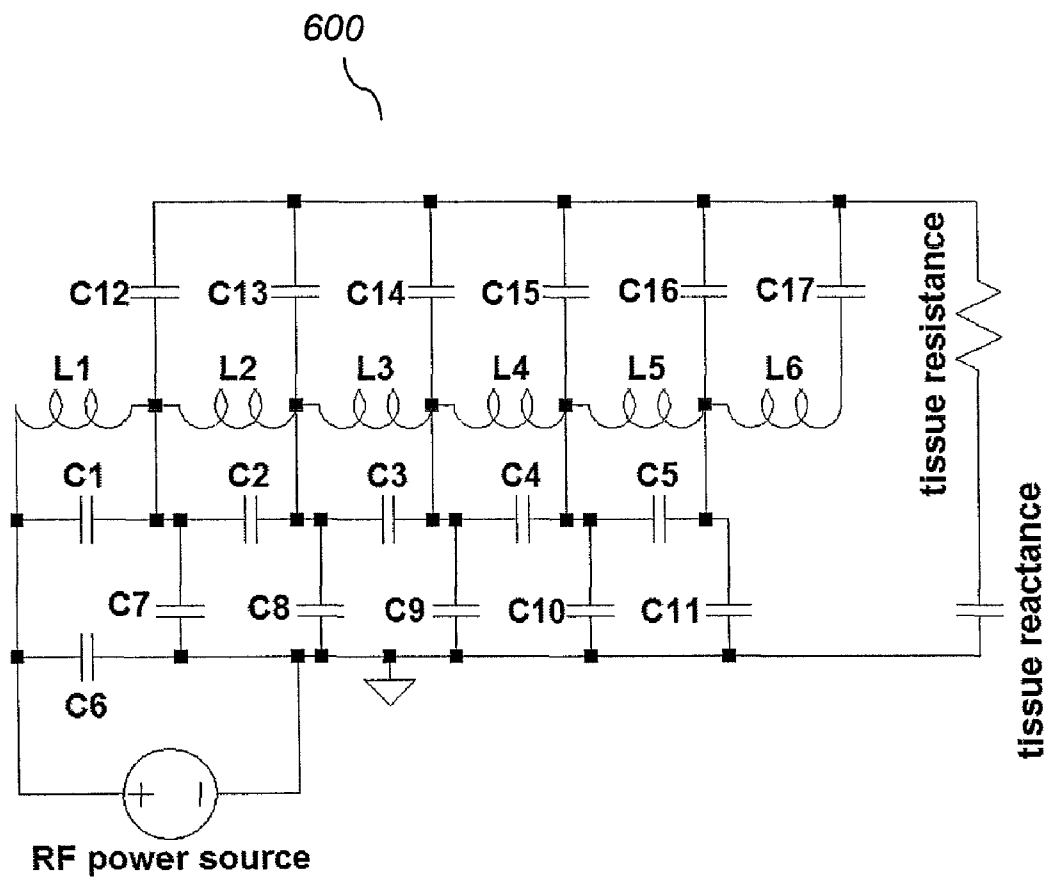 600
C12 C13 C14 C15 C16 C17
L1 L2 L3 L4 L5 L6
tissue resistance
C1 C2 C3 C4 C5
C7 C8 C9 C10 C11
tissue reactance
C6
+ −
RF power source